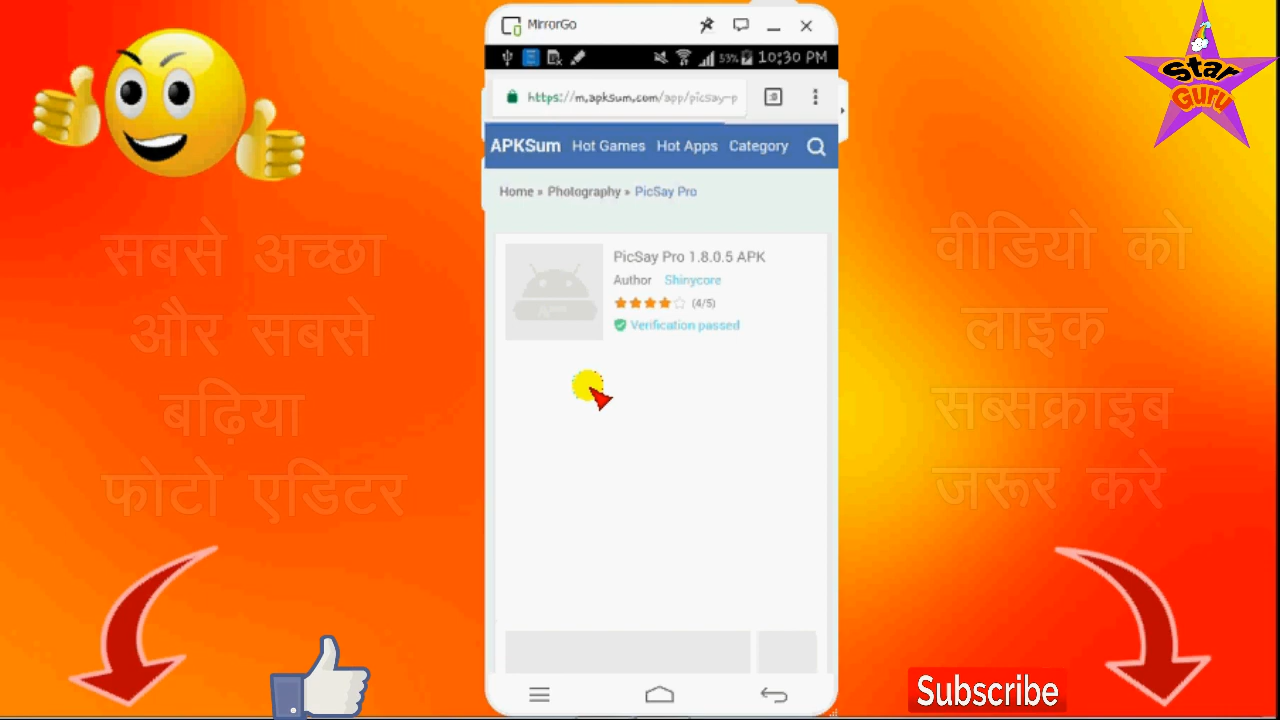 MirrorGo
53% 10:30 PM
https://m.apksum.com/app/picsay-p
APKSum Hot Games Hot Apps Category
Home » Photography » PicSay Pro
PicSay Pro 1.8.0.5 APK
Author Shinycore
(4/5)
Verification passed
सबसे अच्छा
और सबसे
बढ़िया
फोटो एडिटर
Star
Guru
वीडियो को
लाइक
सब्सक्राइब
जरूर करे
Subscribe